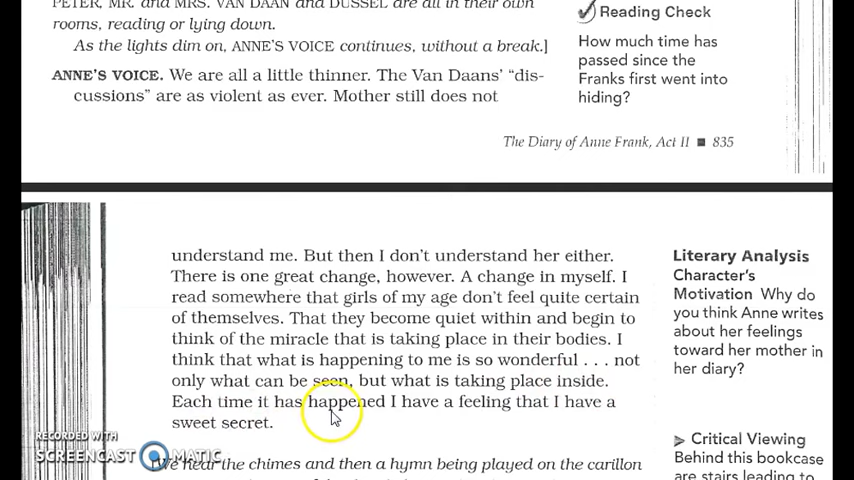 PETER, MR. and MRS. VAN DAAN and DUSSEL are all in their own
rooms, reading or lying down.
As the lights dim on, ANNE'S VOICE continues, without a break.]
ANNE'S VOICE. We are all a little thinner. The Van Daans' "dis-
cussions" are as violent as ever. Mother still does not
Reading Check
How much time has
passed since the
Franks first went into
hiding?
The Diary of Anne Frank, Act II ■ 835
understand me. But then I don't understand her either.
There is one great change, however. A change in myself. I
read somewhere that girls of my age don't feel quite certain
of themselves. That they become quiet within and begin to
think of the miracle that is taking place in their bodies. I
think that what is happening to me is so wonderful . . . not
only what can be seen, but what is taking place inside.
Each time it has happened I have a feeling that I have a
sweet secret.
[We hear the chimes and then a hymn being played on the carillon
Literary Analysis
Character's
Motivation Why do
you think Anne writes
about her feelings
toward her mother in
her diary?
Critical Viewing
Behind this bookcase
are stairs leading to
RECORDED WITH
SCREENCAST MATIC